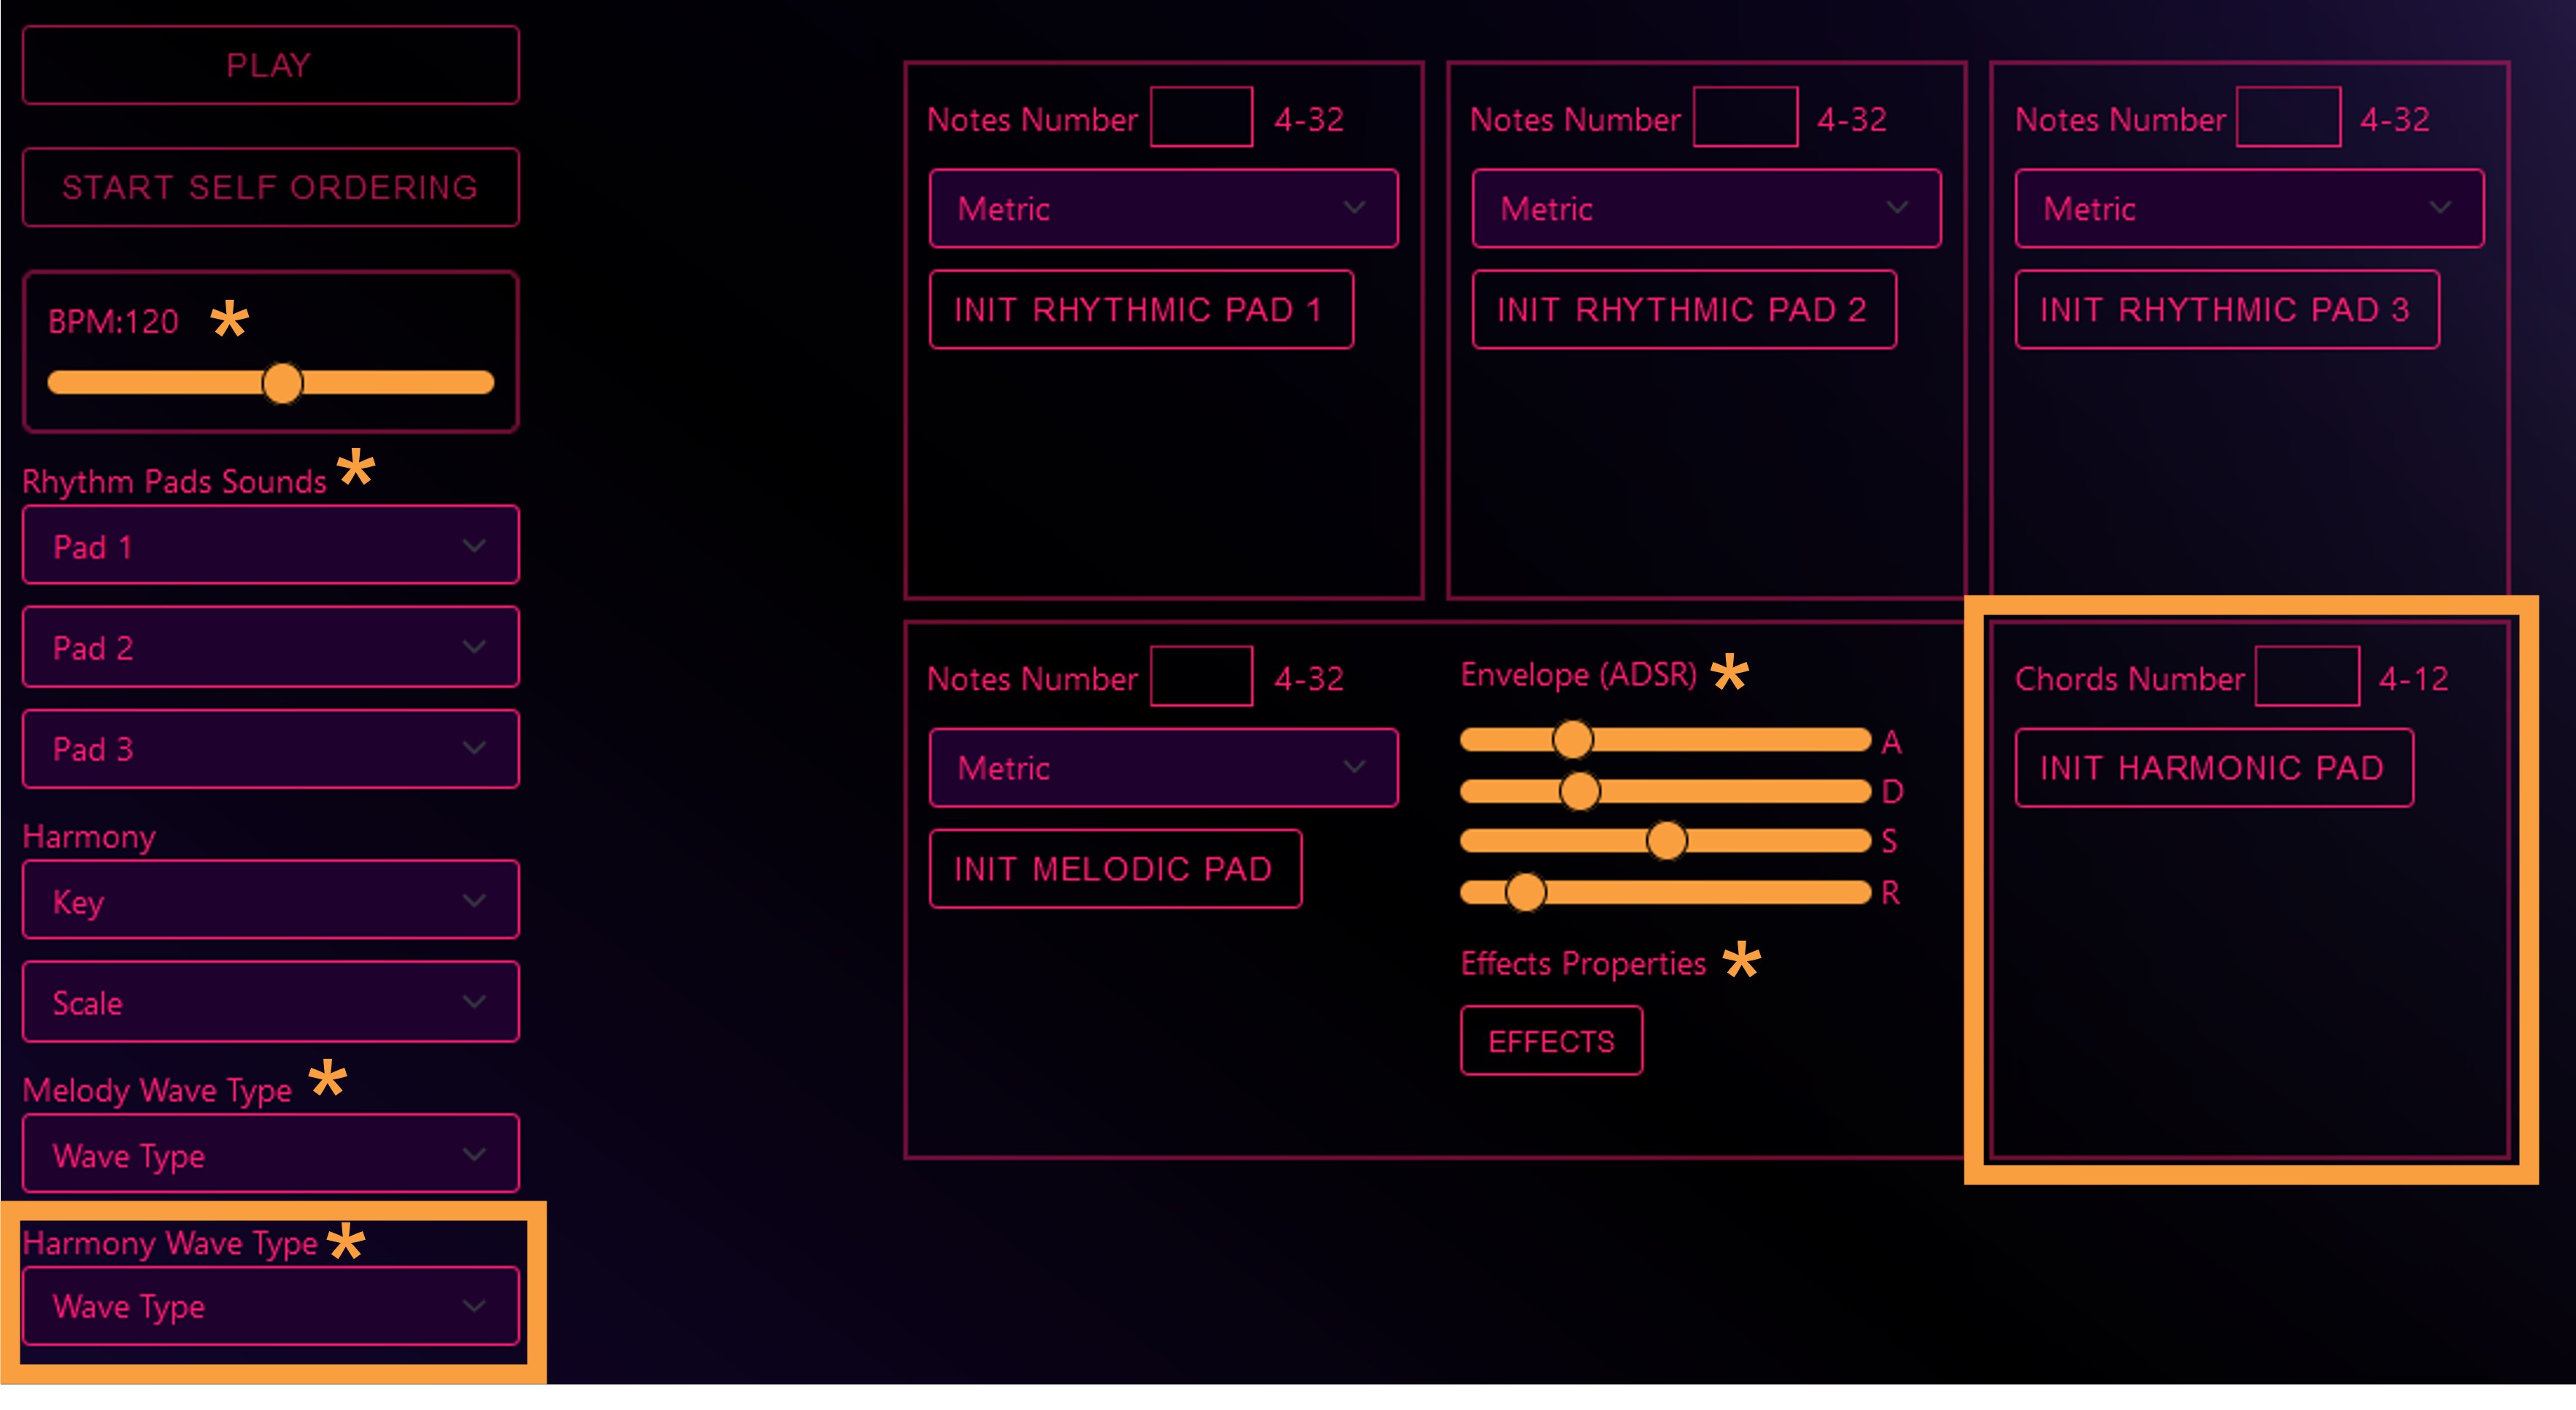 PLAY
START SELF ORDERING
BPM:120 *
Rhythm Pads Sounds *
Pad 1
Pad 2
Pad 3
Harmony
Key
Scale
Melody Wave Type *
Wave Type
Harmony Wave Type *
Wave Type
Notes Number 4-32
Metric
INIT RHYTHMIC PAD 1
Notes Number 4-32
Metric
INIT RHYTHMIC PAD 2
Notes Number 4-32
Metric
INIT RHYTHMIC PAD 3
Notes Number 4-32
Metric
INIT MELODIC PAD
Envelope (ADSR) *
A
D
S
R
Effects Properties *
EFFECTS
Chords Number 4-12
INIT HARMONIC PAD